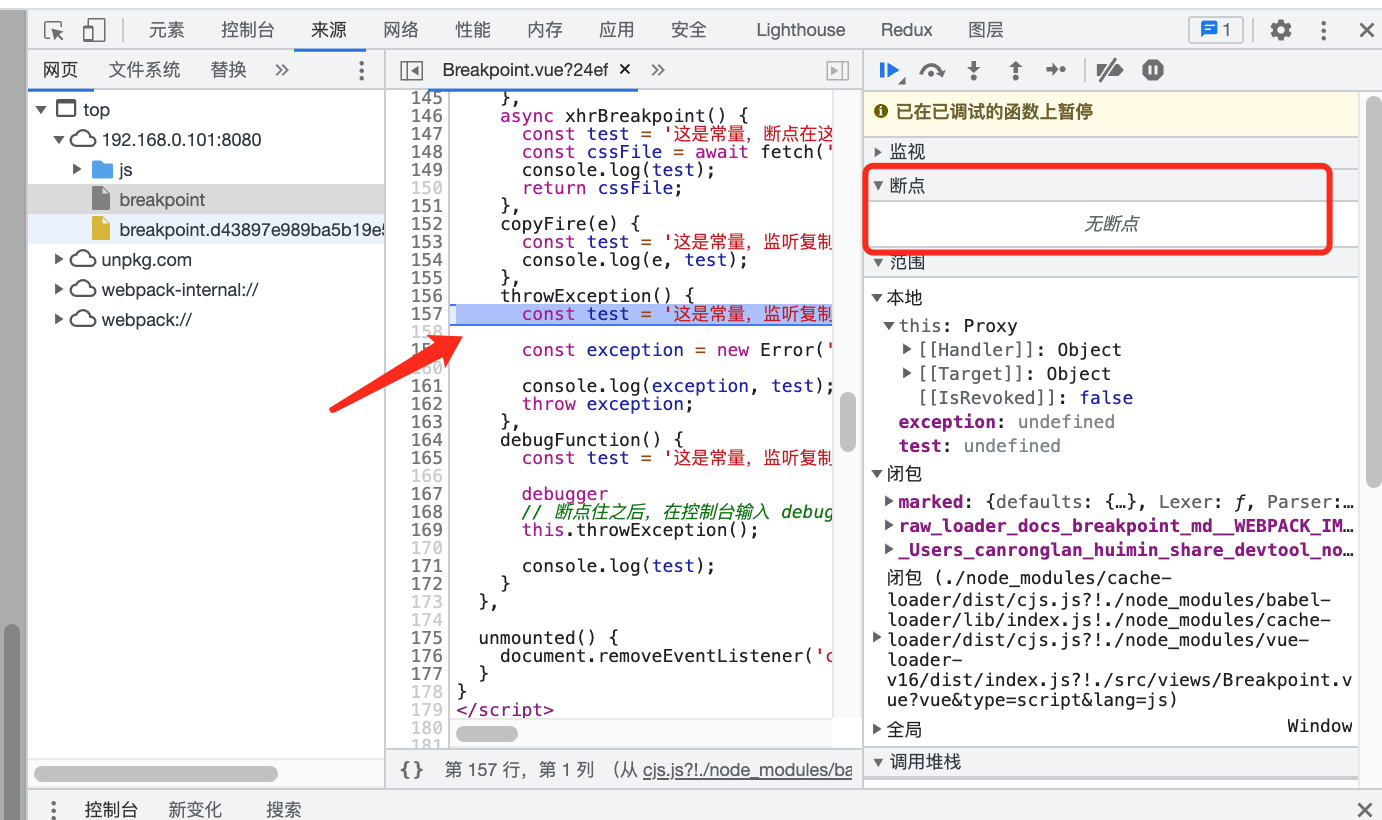 元素 控制台 来源 网络 性能 内存 应用 安全 Lighthouse Redux 图层 1
网页 文件系统 替换 »
top
192.168.0.101:8080
js
breakpoint
breakpoint.d43897e989ba5b19e
unpkg.com
webpack-internal://
webpack://
Breakpoint.vue?24ef × »
145 },
146 async xhrBreakpoint() {
147 const test = '这是常量，断点在这
148 const cssFile = await fetch('
149 console.log(test);
150 return cssFile;
151 },
152 copyFire(e) {
153 const test = '这是常量，监听复制
154 console.log(e, test);
155 },
156 throwException() {
157 const test = '这是常量，监听复制
158
const exception = new Error('
161 console.log(exception, test);
162 throw exception;
163 },
164 debugFunction() {
165 const test = '这是常量，监听复制
166
167 debugger
168 // 断点住之后，在控制台输入 debug
169 this.throwException();
170
171 console.log(test);
172 }
173 },
174
175 unmounted() {
176 document.removeEventListener('c
177 }
178 }
179 </script>
180
181
{} 第 157 行，第 1 列 （从 cjs.js?!./node_modules/ba
已在已调试的函数上暂停
监视
断点
无断点
范围
本地
this: Proxy
[[Handler]]: Object
[[Target]]: Object
[[IsRevoked]]: false
exception: undefined
test: undefined
闭包
marked: {defaults: {…}, Lexer: ƒ, Parser:…
raw_loader_docs_breakpoint_md__WEBPACK_IM…
_Users_canronglan_huimin_share_devtool_no…
闭包 (./node_modules/cache-
loader/dist/cjs.js?!./node_modules/babel-
loader/lib/index.js!./node_modules/cache-
loader/dist/cjs.js?!./node_modules/vue-
loader-
v16/dist/index.js?!./src/views/Breakpoint.v
ue?vue&type=script&lang=js)
全局 Window
调用堆栈
控制台 新变化 搜索